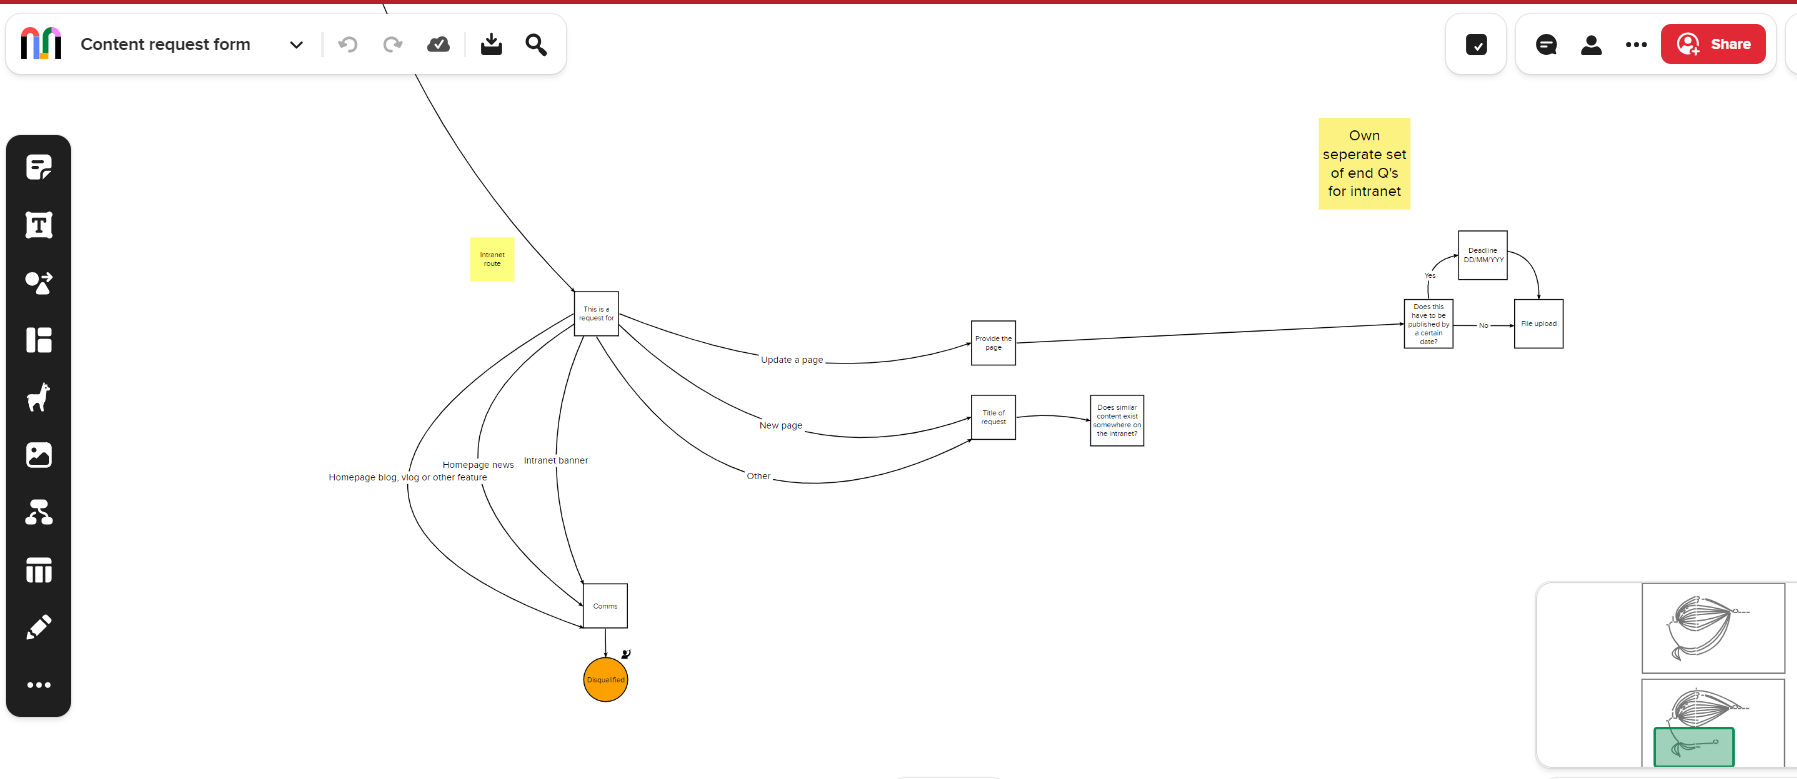 Content request form
Share
Own
seperate set
of end Q's
for intranet
Intranet
route
Deadline
DD/MM/YYY
Yes
This is a
request for
Does this
have to be
published by
a certain
date?
No
File upload
Provide the
page
Update a page
Title of
request
Does similar
content exist
somewhere on
the intranet?
New page
Homepage news
Intranet banner
Homepage blog, vlog or other feature
Other
Comms
Disqualified